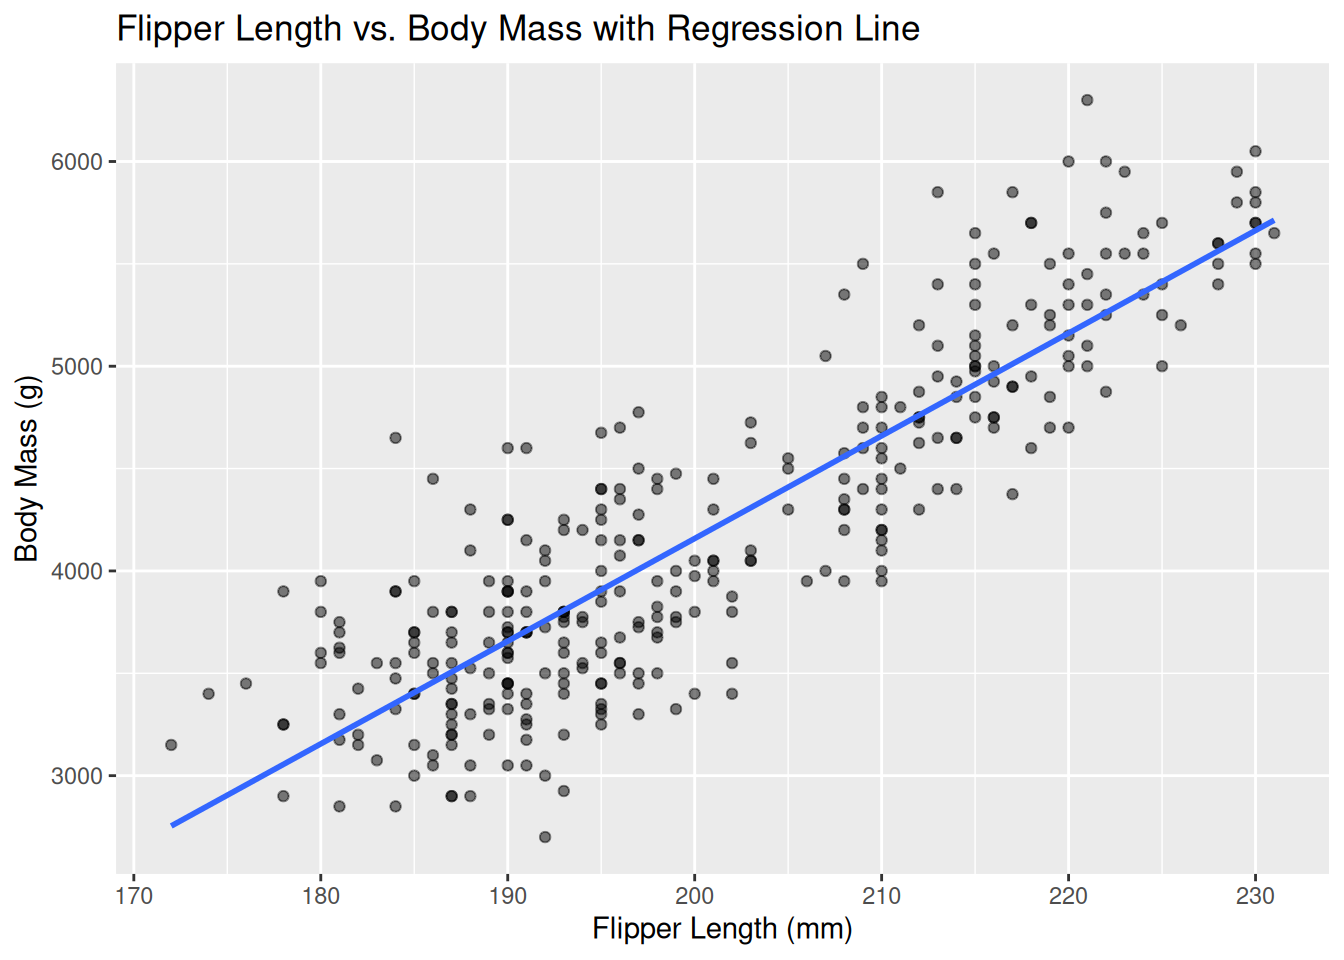 Flipper Length vs. Body Mass with Regression Line
6000
5000
4000
3000
Body Mass (g)
170 180 190 200 210 220 230
Flipper Length (mm)